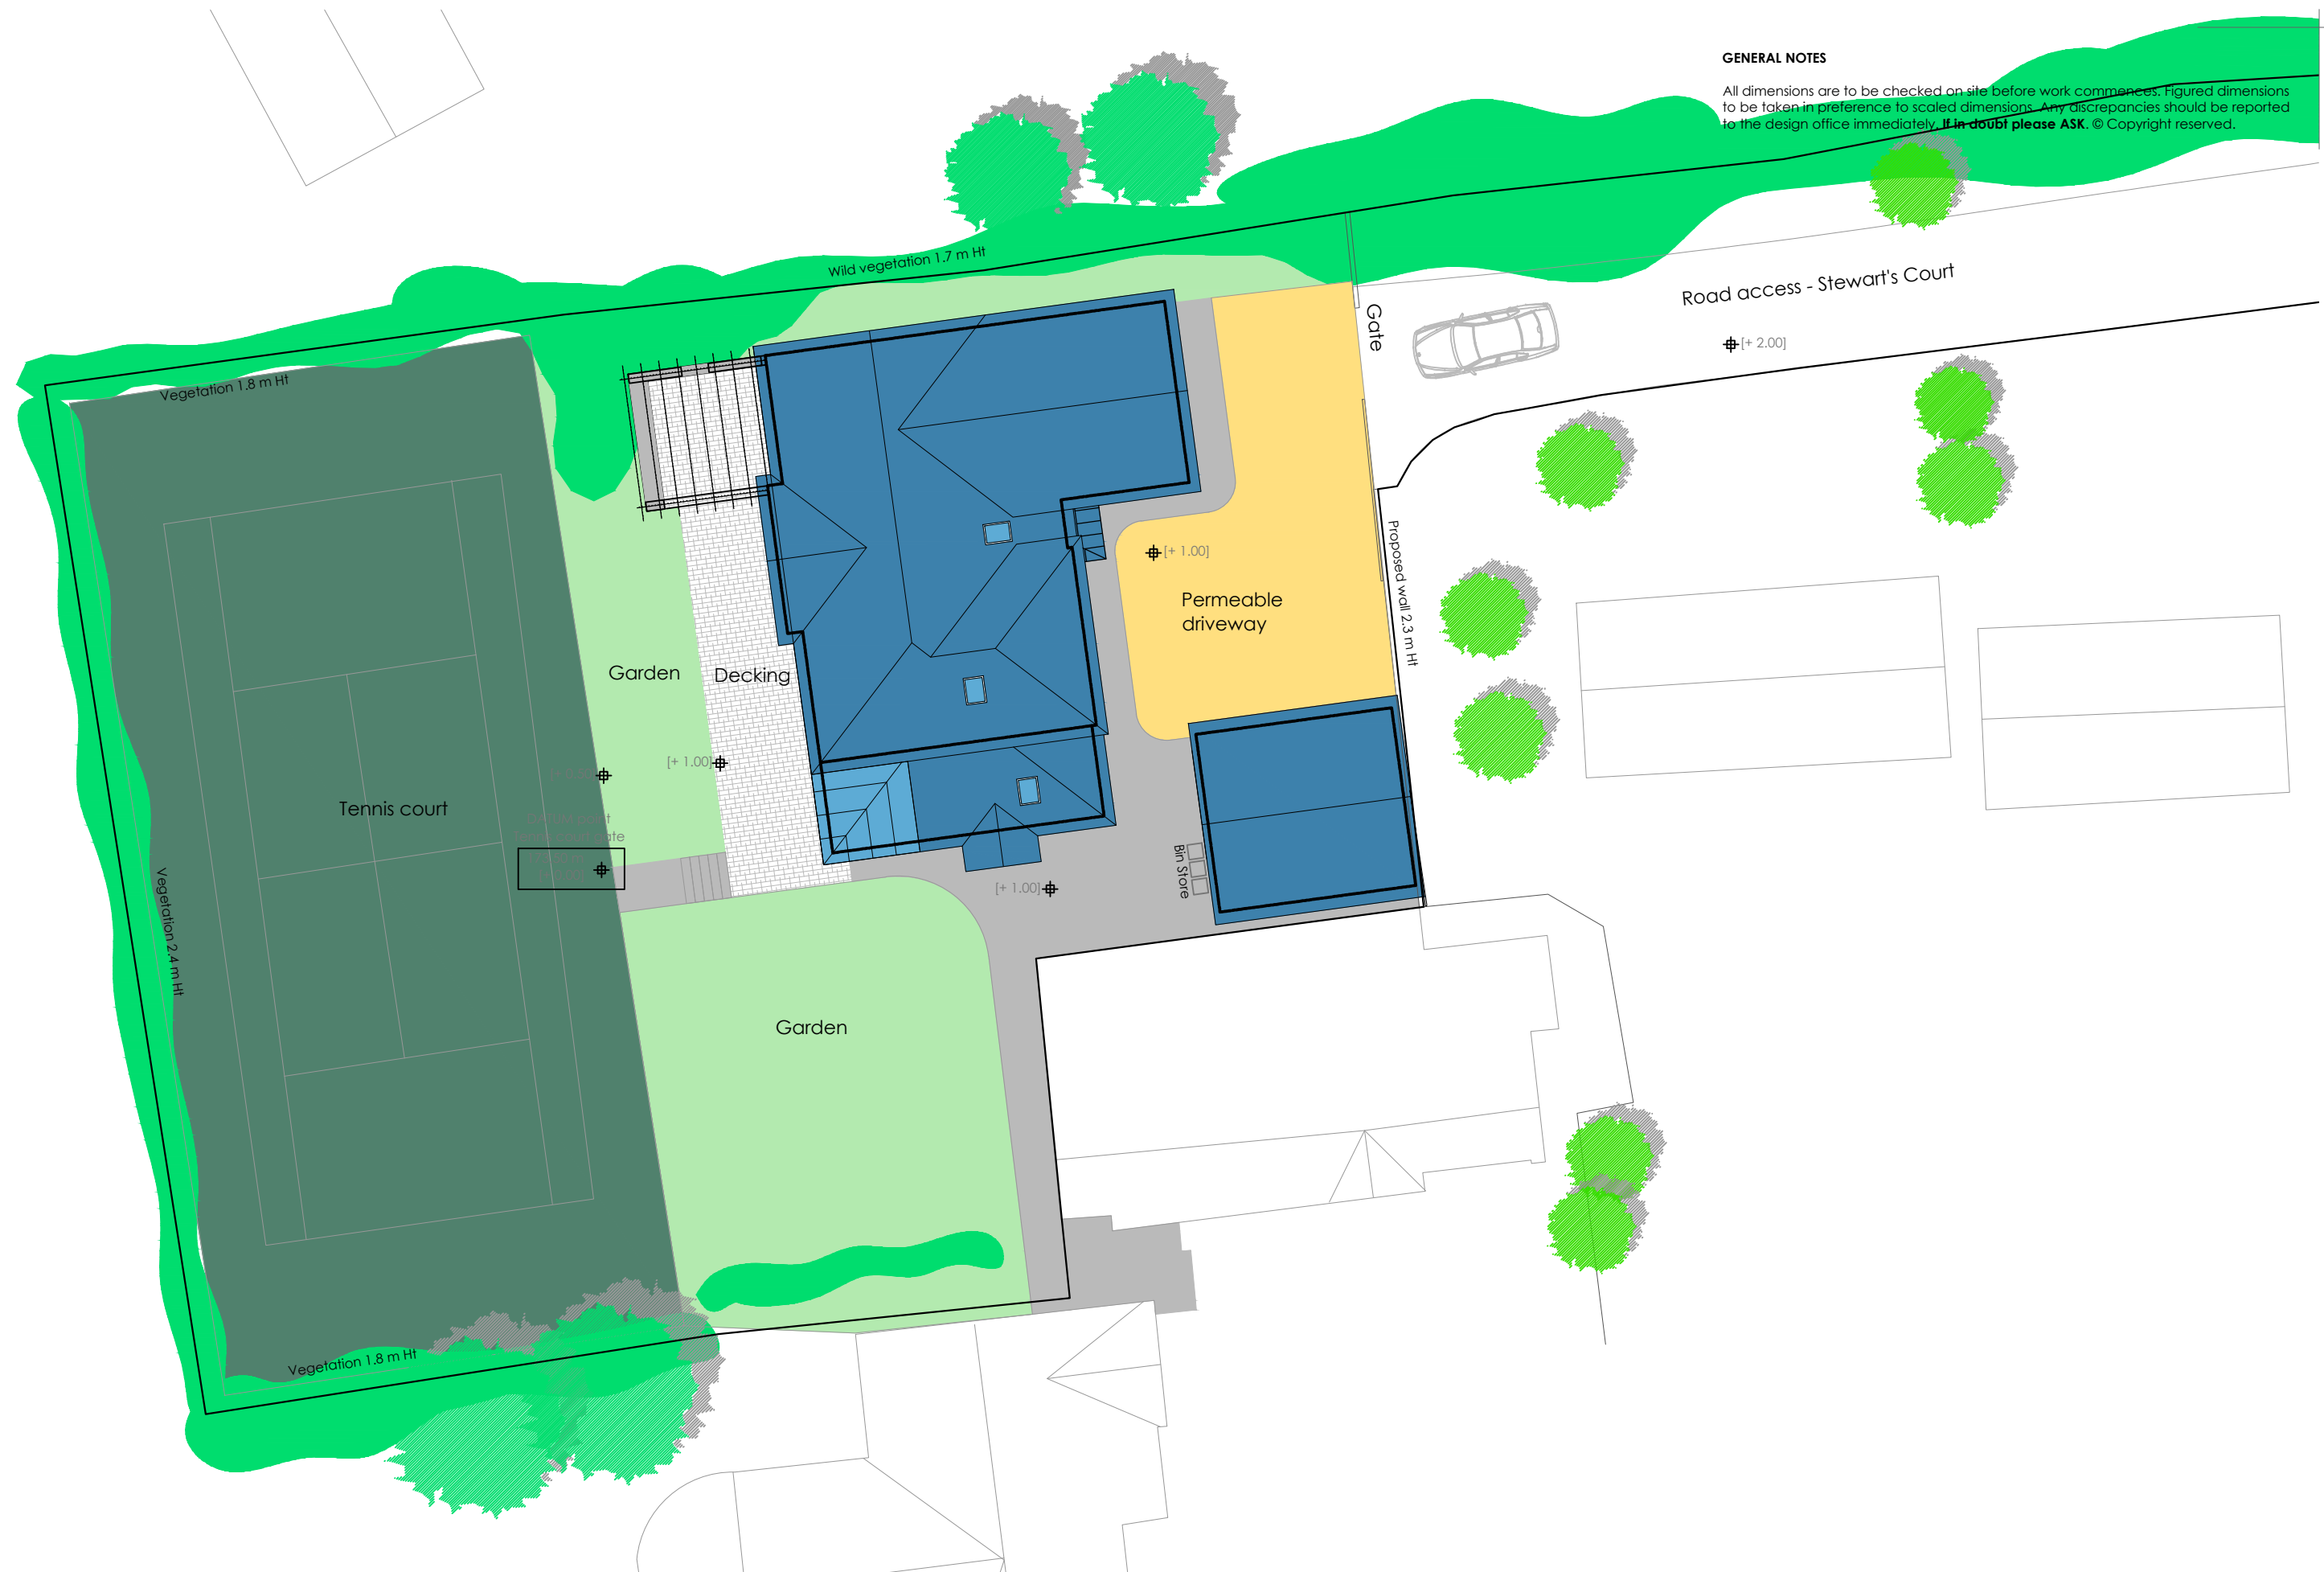 GENERAL NOTES
All dimensions are to be checked on site before work commences. Figured dimensions
to be taken in preference to scaled dimensions. Any discrepancies should be reported
to the design office immediately. If in doubt please ASK. © Copyright reserved.
Wild vegetation 1.7 m Ht
Road access - Stewart's Court
Gate
[+ 2.00]
Vegetation 1.8 m Ht
[+ 1.00]
Proposed wall 2.3 m Ht
Permeable
driveway
Garden
Decking
[+ 1.00]
Tennis court
Bin Store
[+ 1.00]
Vegetation 2.4 m Ht
Garden
Vegetation 1.8 m Ht